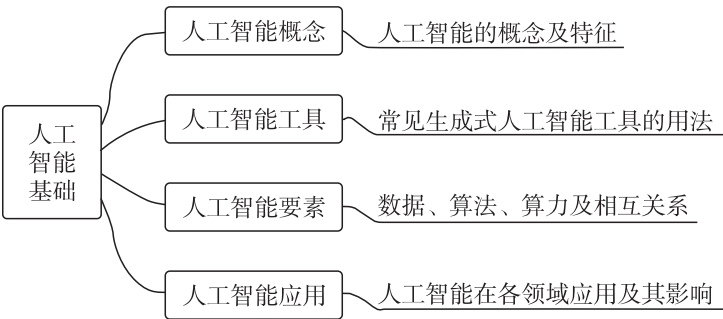 人工智能概念
人工智能的概念及特征
人工智能工具
常见生成式人工智能工具的用法
人工
智能
基础
人工智能要素
数据、算法、算力及相互关系
人工智能应用
人工智能在各领域应用及其影响